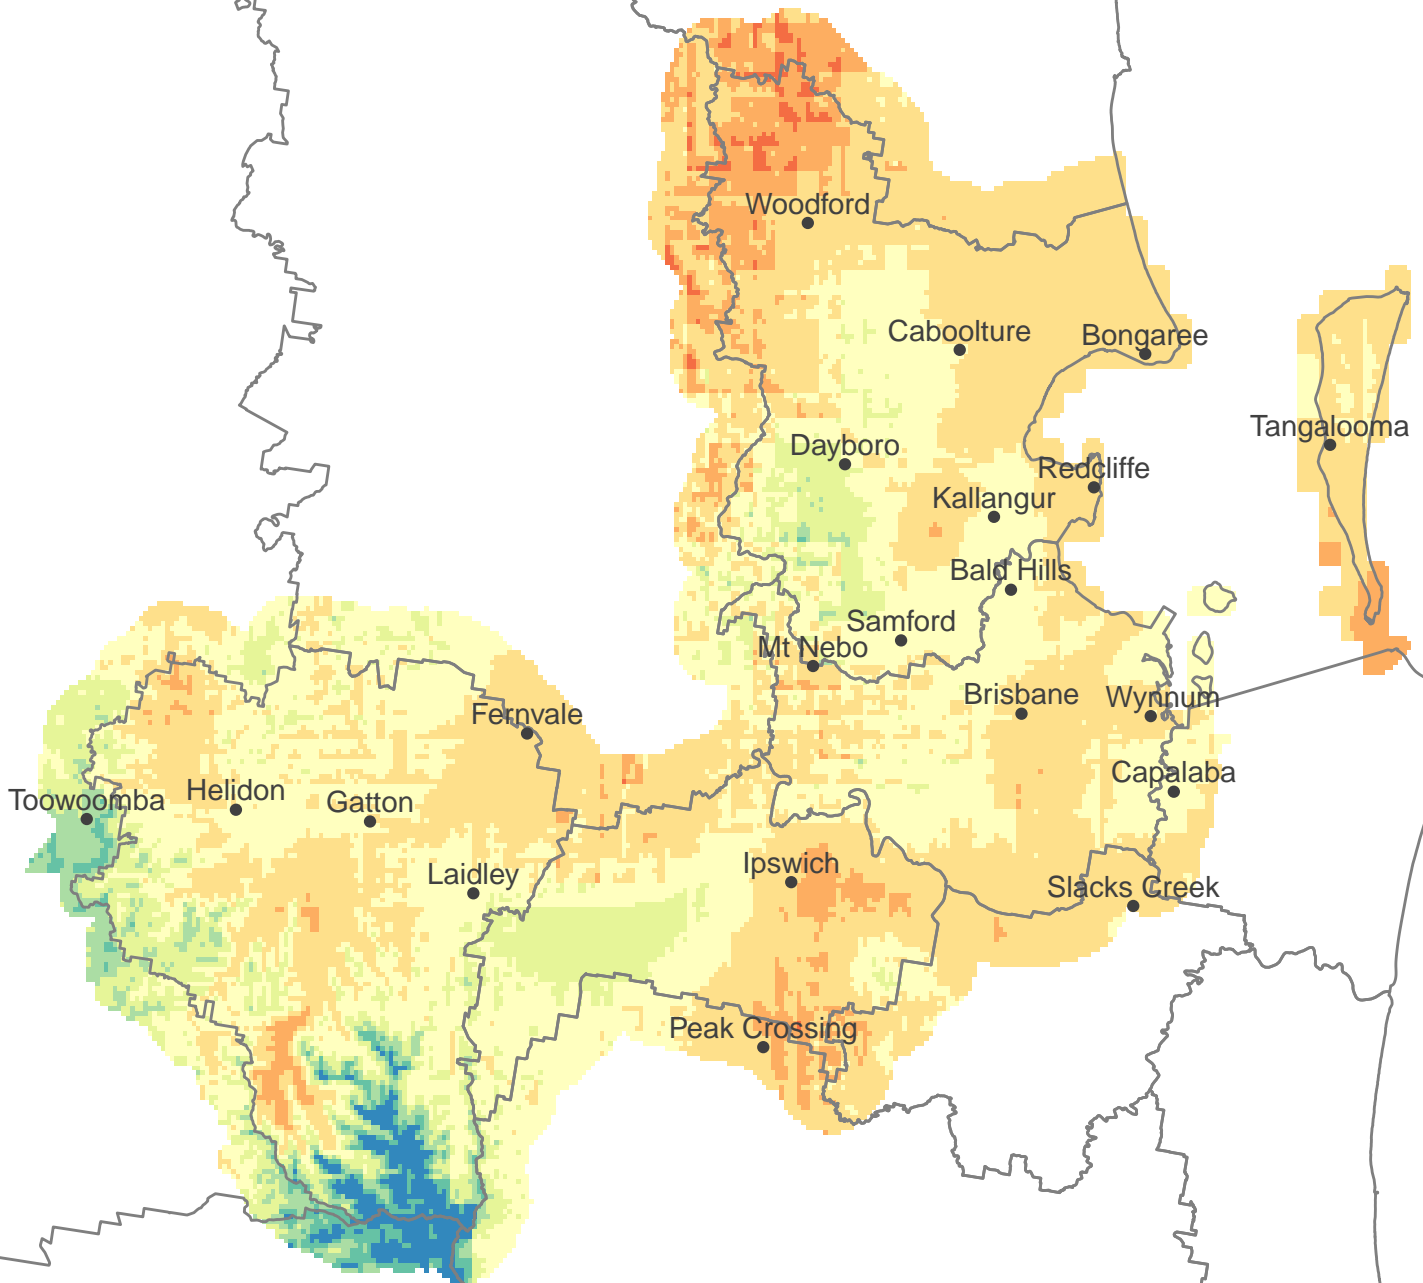 Woodford
Caboolture
Bongaree
Tangalooma
Dayboro
Redcliffe
Kallangur
Bald Hills
Samford
Mt Nebo
Brisbane
Wynnum
Fernvale
Capalaba
Toowoomba
Helidon
Gatton
Ipswich
Laidley
Slacks Creek
Peak Crossing